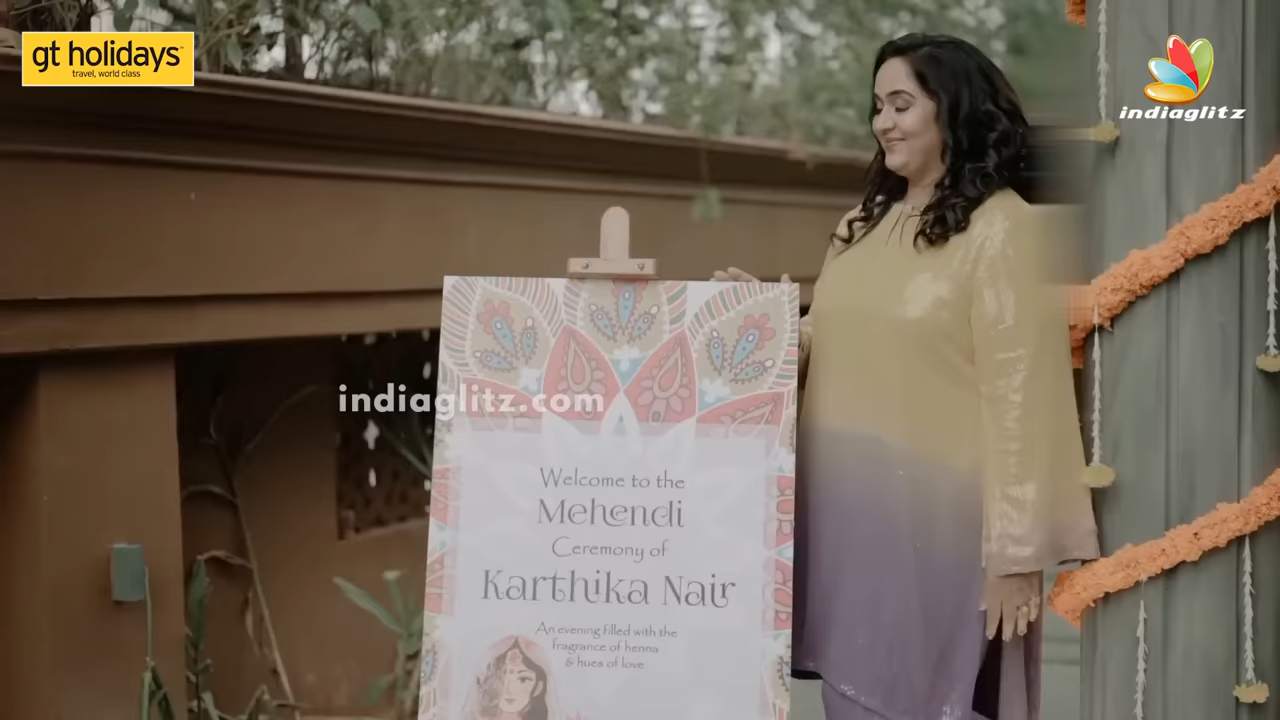 gt holidays
travel, world class
indiaglitz
indiaglitz.com
Welcome to the
Mehendi
Ceremony of
Karthika Nair
An evening filled with the
fragrance of henna
& hues of love